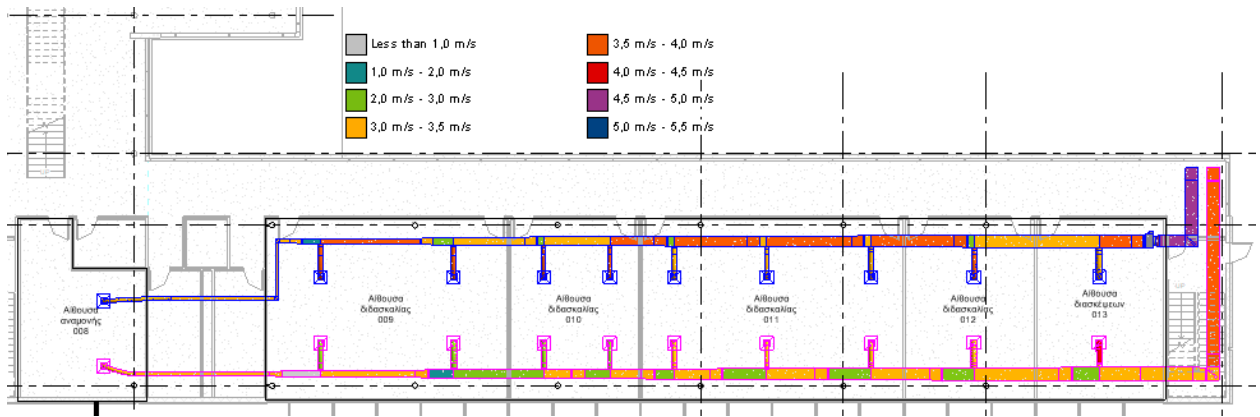 Less than 1,0 m/s
1,0 m/s - 2,0 m/s
2,0 m/s - 3,0 m/s
3,0 m/s - 3,5 m/s
3,5 m/s - 4,0 m/s
4,0 m/s - 4,5 m/s
4,5 m/s - 5,0 m/s
5,0 m/s - 5,5 m/s
Αίθουσα
αναμονής
008
Αίθουσα
διδασκαλίας
009
Αίθουσα
διδασκαλίας
010
Αίθουσα
διδασκαλίας
011
Αίθουσα
διδασκαλίας
012
Αίθουσα
διασκέψεων
013
UP